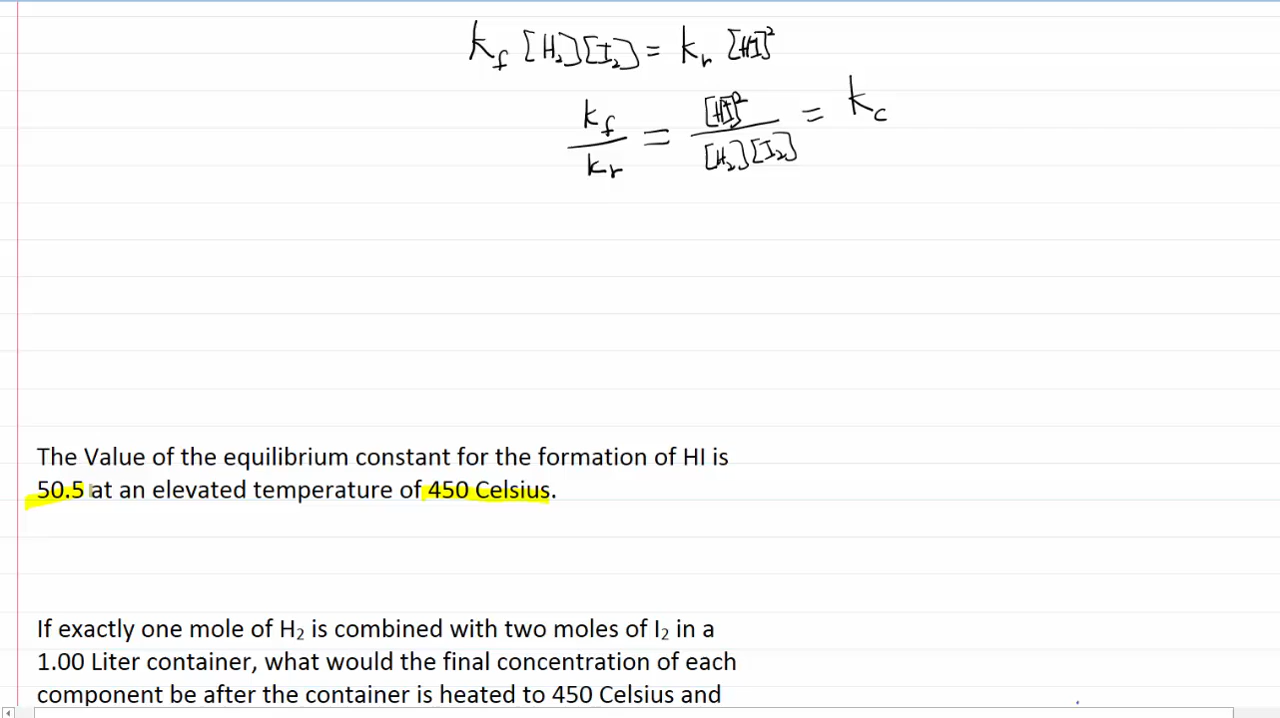 k_f [H₂][I₂] = k_r [HI]²
k_f / k_r = [HI]² / [H₂][I₂] = k_c
The Value of the equilibrium constant for the formation of HI is
50.5 at an elevated temperature of 450 Celsius.
If exactly one mole of H₂ is combined with two moles of I₂ in a
1.00 Liter container, what would the final concentration of each
component be after the container is heated to 450 Celsius and